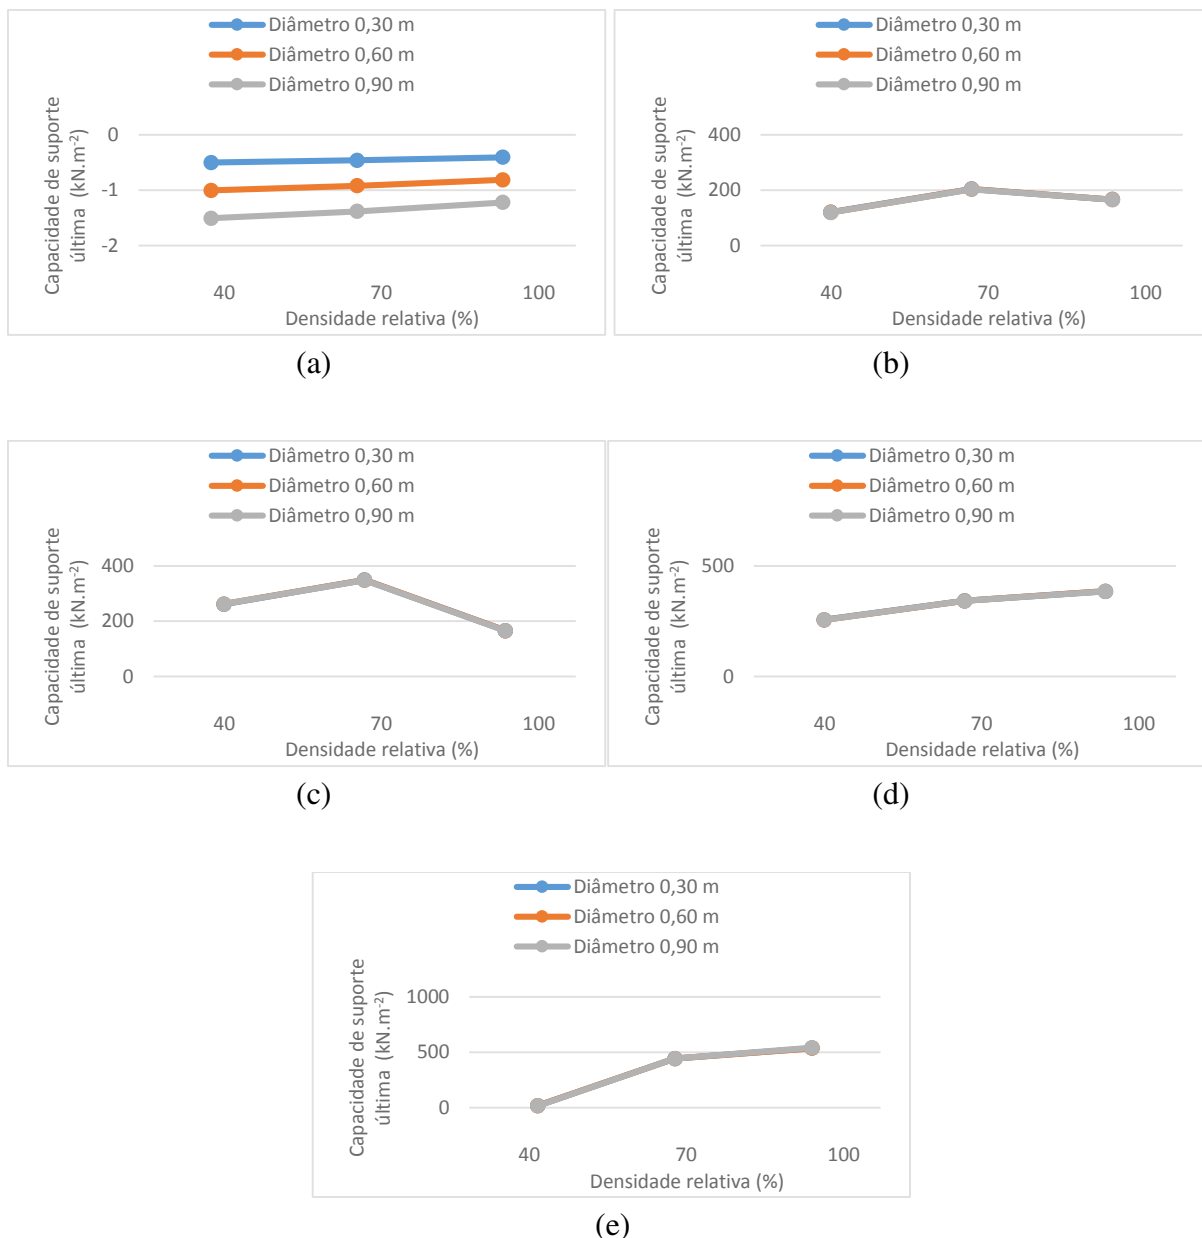 Diâmetro 0,30 m
Diâmetro 0,60 m
Diâmetro 0,90 m
Capacidade de suporte
última (kN.m-2)
0
-1
-2
40 70 100
Densidade relativa (%)
(a)
Diâmetro 0,30 m
Diâmetro 0,60 m
Diâmetro 0,90 m
Capacidade de suporte
última (kN.m-2)
400
200
0
40 70 100
Densidade relativa (%)
(b)
Diâmetro 0,30 m
Diâmetro 0,60 m
Diâmetro 0,90 m
Capacidade de suporte
última (kN.m-2)
400
200
0
40 70 100
Densidade relativa (%)
(c)
Diâmetro 0,30 m
Diâmetro 0,60 m
Diâmetro 0,90 m
Capacidade de suporte
última (kN.m-2)
500
0
40 70 100
Densidade relativa (%)
(d)
Diâmetro 0,30 m
Diâmetro 0,60 m
Diâmetro 0,90 m
Capacidade de suporte
última (kN.m-2)
1000
500
0
40 70 100
Densidade relativa (%)
(e)